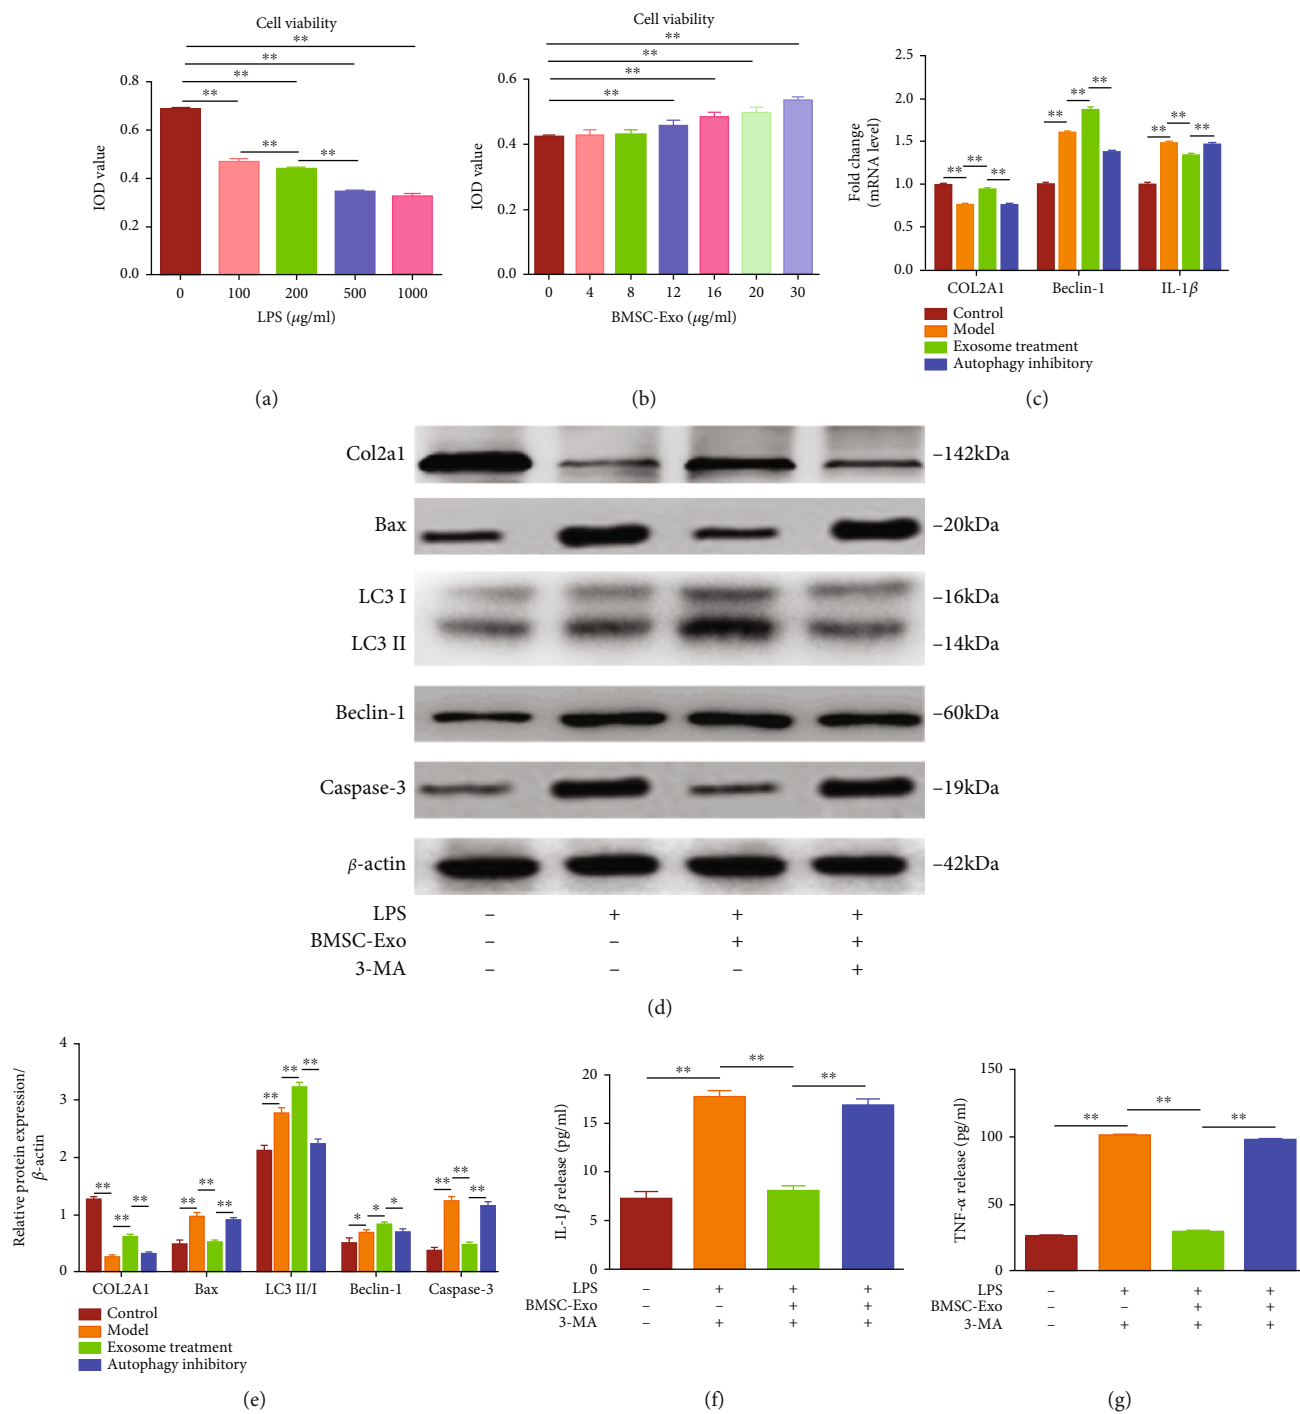 Cell viability
**
**
**
**
**
**
IOD value
0.8
0.6
0.4
0.2
0.0
0 100 200 500 1000
LPS (μg/ml)
(a)
Cell viability
**
**
**
**
IOD value
0.6
0.4
0.2
0.0
0 4 8 12 16 20 30
BMSC-Exo (μg/ml)
(b)
Fold change
(mRNA level)
2.5
2.0
1.5
1.0
0.5
0.0
** ** **
** ** **
** ** **
COL2A1 Beclin-1 IL-1β
Control
Model
Exosome treatment
Autophagy inhibitory
(c)
Col2a1 –142kDa
Bax –20kDa
LC3 I –16kDa
LC3 II –14kDa
Beclin-1 –60kDa
Caspase-3 –19kDa
β-actin –42kDa
LPS – + + +
BMSC-Exo – – + +
3-MA – – – +
(d)
Relative protein expression/
β-actin
4
3
2
1
0
** ** **
** ** **
** ** **
* * *
** ** **
COL2A1 Bax LC3 II/I Beclin-1 Caspase-3
Control
Model
Exosome treatment
Autophagy inhibitory
(e)
IL-1β release (pg/ml)
20
15
10
5
0
** ** **
LPS – + + +
BMSC-Exo – – + +
3-MA – + + +
(f)
TNF-α release (pg/ml)
150
100
50
0
** ** **
LPS – + + +
BMSC-Exo – – + +
3-MA – + + +
(g)